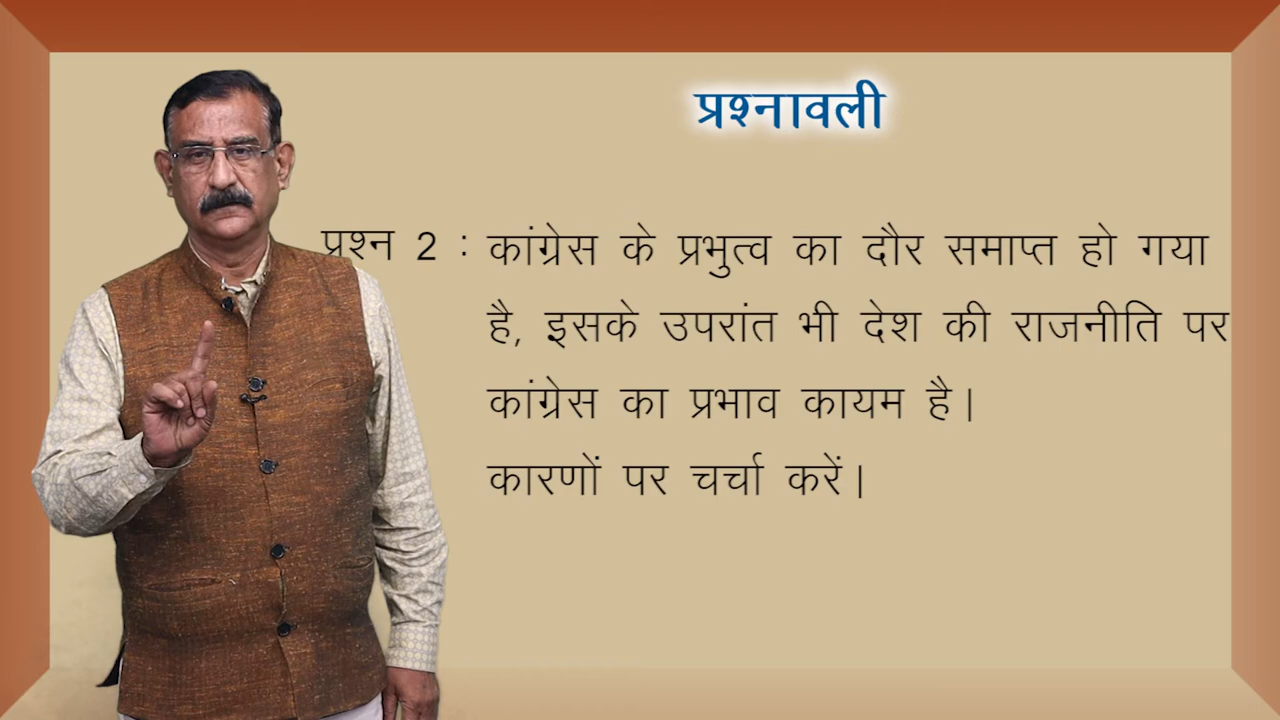 प्रश्नावली
प्रश्न 2 : कांग्रेस के प्रभुत्व का दौर समाप्त हो गया
है, इसके उपरांत भी देश की राजनीति पर
कांग्रेस का प्रभाव कायम है।
कारणों पर चर्चा करें।